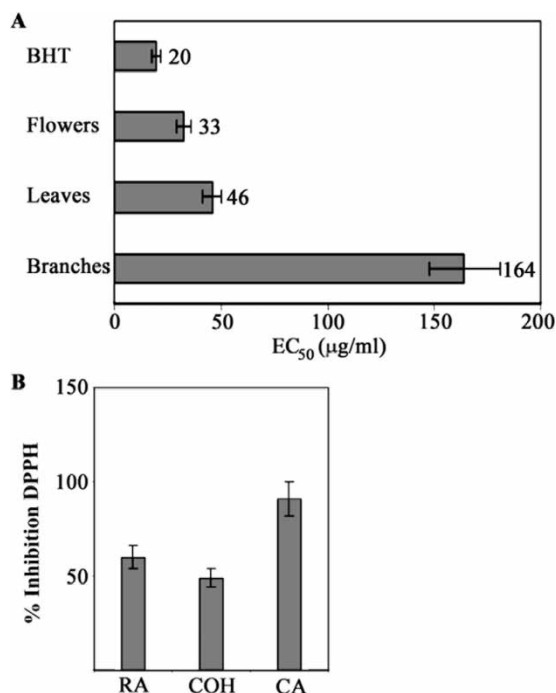 A
BHT 20
Flowers 33
Leaves 46
Branches 164
0 50 100 150 200
EC50 (μg/ml)
B
150
100
50
% Inhibition DPPH
RA COH CA